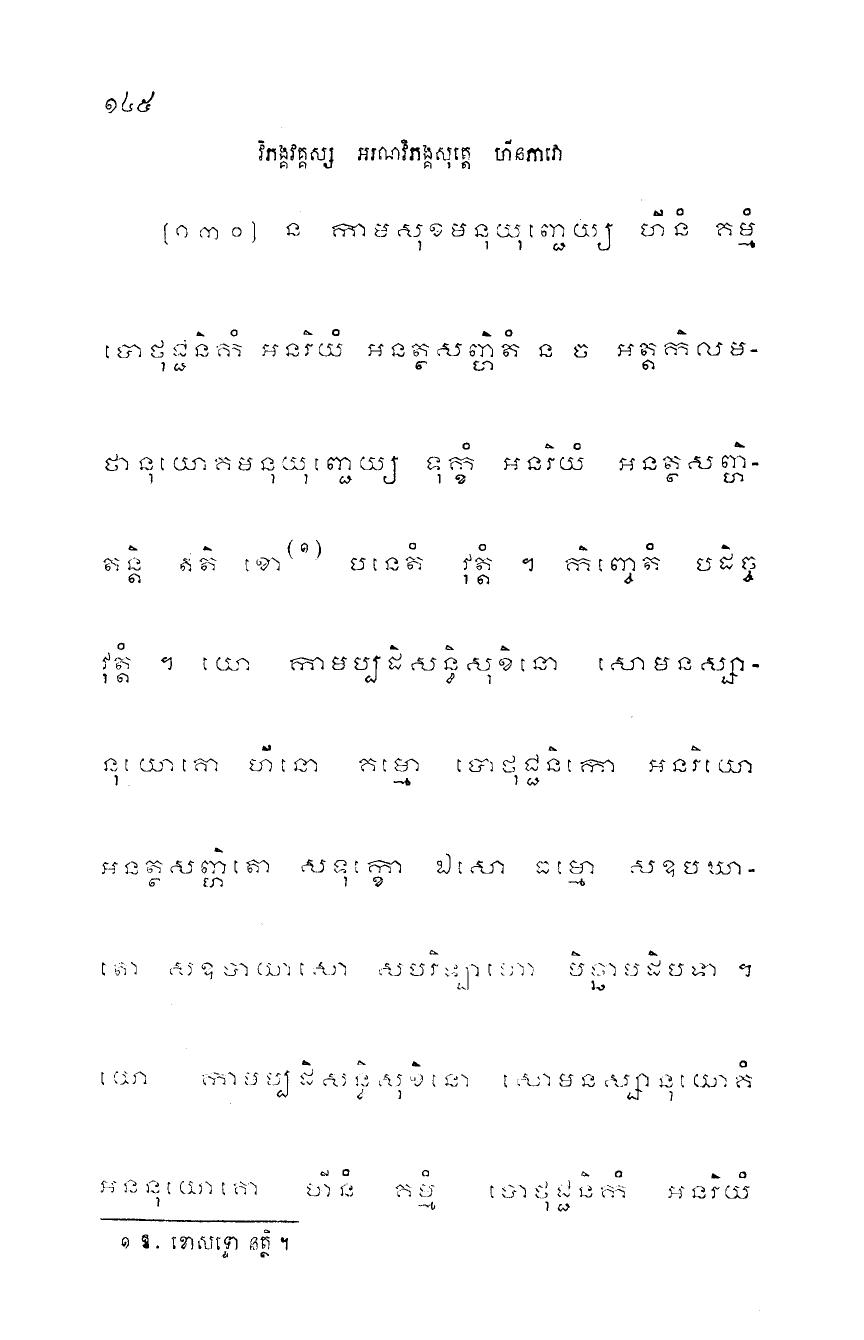 ១៤៥
វិភង្គវគ្គស្ស អរណវិភង្គសុត្តេ ហីនភាវោ
[១៣០] ន កាមសុខមនុយុញ្ជេយ្យ ហីនំ គម្មំ
បោថុជ្ជនិកំ អនរិយំ អនត្ថសញ្ហិតំ ន ច អត្តកិលម-
ថានុយោគមនុយុញ្ជេយ្យ ទុក្ខំ អនរិយំ អនត្ថសញ្ហិ-
តន្តិ ឥតិ ខោ(១) បនេតំ វុត្តំ ។ កិញ្ចេតំ បដិច្ច
វុត្តំ ។ យោ កាមប្បដិសន្ធិសុខិនោ សោមនស្សា-
នុយោគោ ហីនោ គម្មោ បោថុជ្ជនិកោ អនរិយោ
អនត្ថសញ្ហិតោ សទុក្ខោ ឯសោ ធម្មោ សឧបឃា-
តោ សឧបាយាសោ សបរិឡាហោ មិច្ឆាបដិបទា ។
យោ កាមប្បដិសន្ធិសុខិនោ សោមនស្សានុយោគំ
អននុយោគោ ហីនំ គម្មំ បោថុជ្ជនិកំ អនរិយំ
១ ឱ. ខោសទ្ទោ នត្ថិ ។